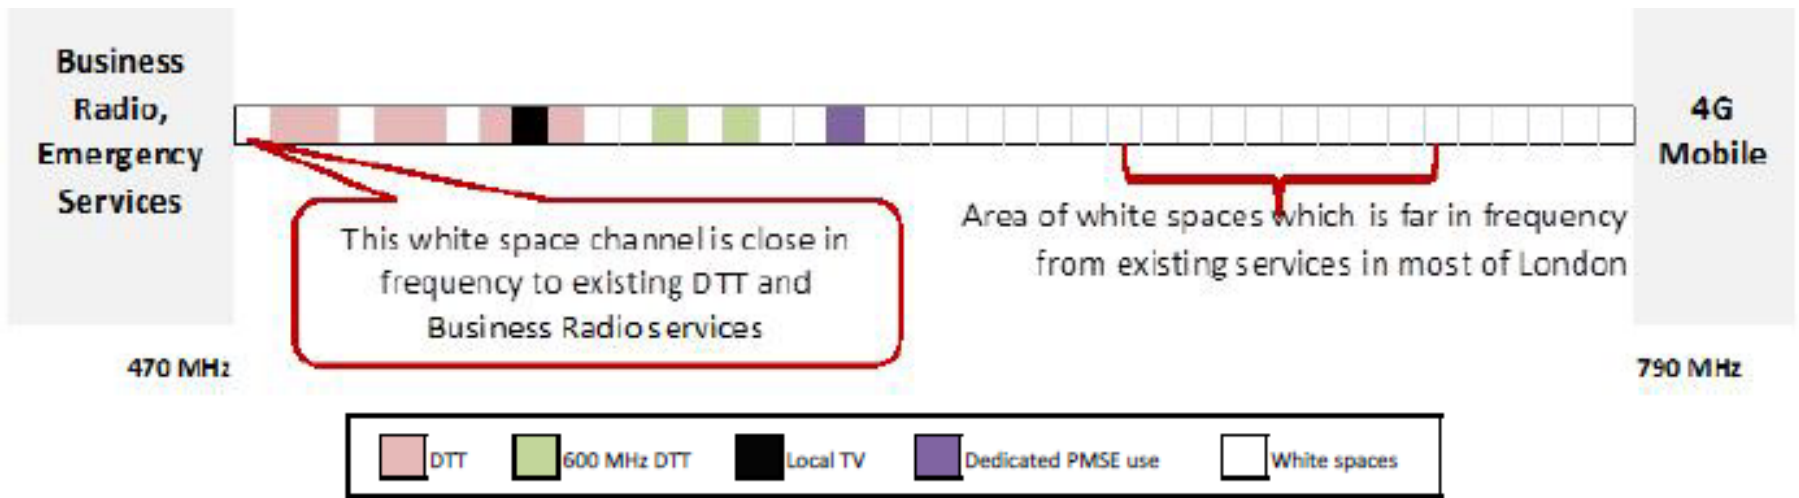 Business
Radio,
Emergency
Services
4G
Mobile
This white space channel is close in
frequency to existing DTT and
Business Radio services
Area of white spaces which is far in frequency
from existing services in most of London
470 MHz
790 MHz
DTT
600 MHz DTT
Local TV
Dedicated PMSE use
White spaces